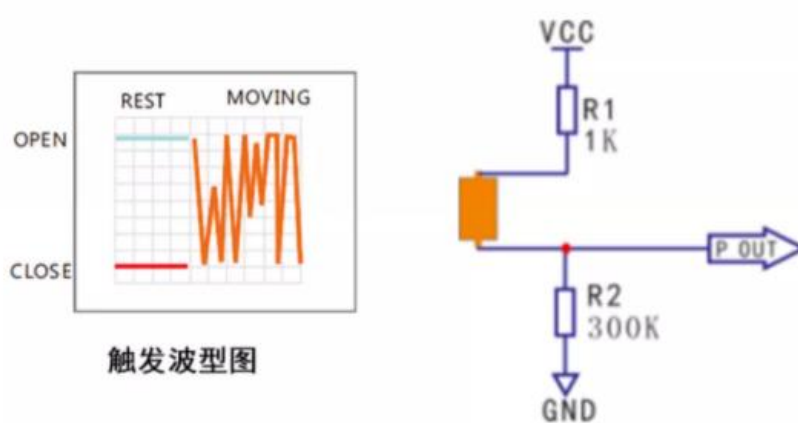 REST MOVING
OPEN
CLOSE
触发波型图
VCC
R1
1K
P OUT
R2
300K
GND